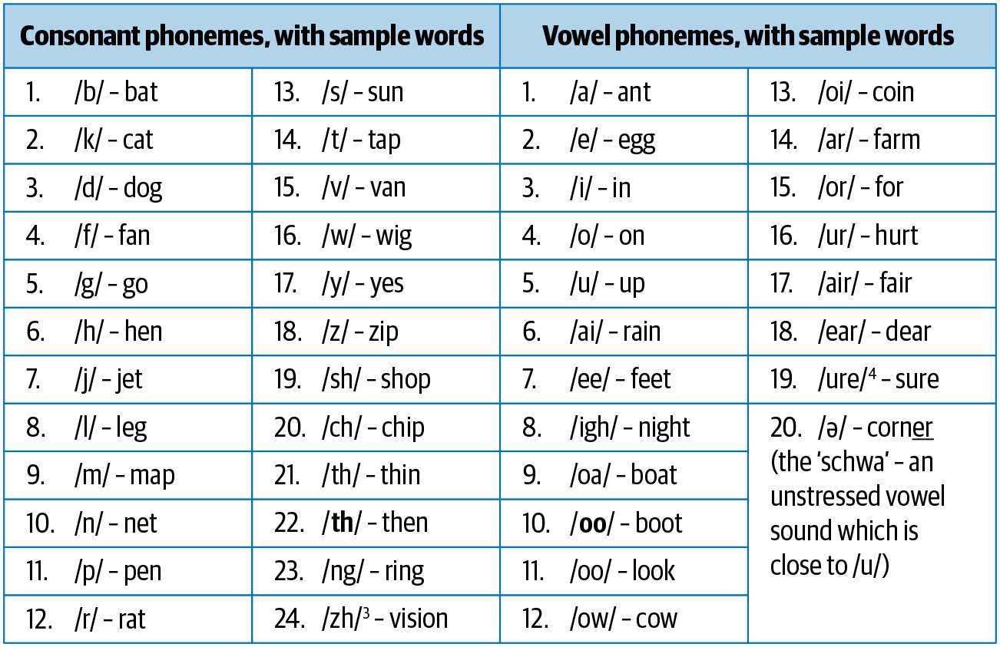 Consonant phonemes, with sample words
Vowel phonemes, with sample words
1. /b/ – bat
13. /s/ – sun
1. /a/ – ant
13. /oi/ – coin
2. /k/ – cat
14. /t/ – tap
2. /e/ – egg
14. /ar/ – farm
3. /d/ – dog
15. /v/ – van
3. /i/ – in
15. /or/ – for
4. /f/ – fan
16. /w/ – wig
4. /o/ – on
16. /ur/ – hurt
5. /g/ – go
17. /y/ – yes
5. /u/ – up
17. /air/ – fair
6. /h/ – hen
18. /z/ – zip
6. /ai/ – rain
18. /ear/ – dear
7. /j/ – jet
19. /sh/ – shop
7. /ee/ – feet
19. /ure/⁴ – sure
8. /l/ – leg
20. /ch/ – chip
8. /igh/ – night
20. /ə/ – corner
(the ‘schwa’ – an
unstressed vowel
sound which is
close to /u/)
9. /m/ – map
21. /th/ – thin
9. /oa/ – boat
10. /n/ – net
22. /th/ – then
10. /oo/ – boot
11. /p/ – pen
23. /ng/ – ring
11. /oo/ – look
12. /r/ – rat
24. /zh/³ – vision
12. /ow/ – cow